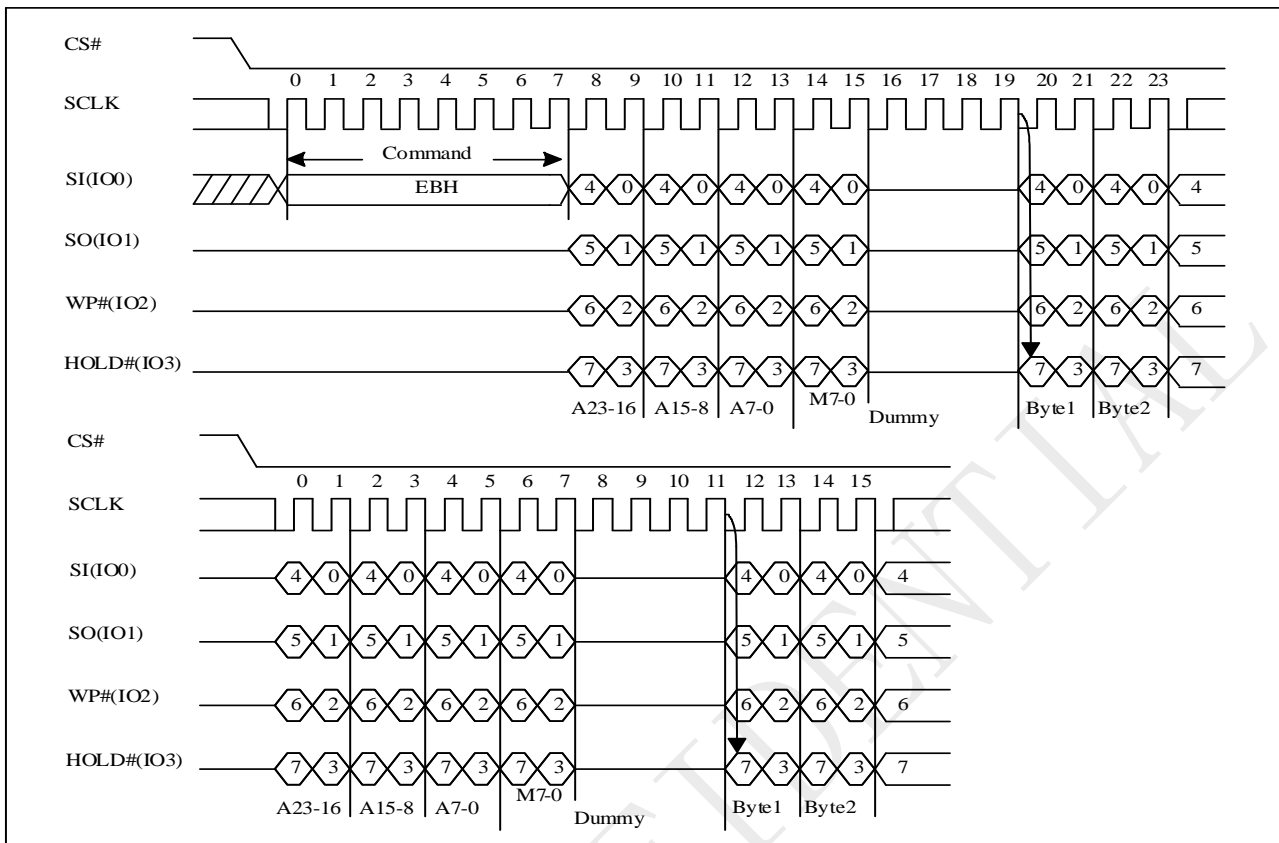 CS#
0 1 2 3 4 5 6 7 8 9 10 11 12 13 14 15 16 17 18 19 20 21 22 23
SCLK
Command
SI(IO0) EBH 4 0 4 0 4 0 4 0 4 0 4 0 4
SO(IO1) 5 1 5 1 5 1 5 1 5 1 5 1 5
WP#(IO2) 6 2 6 2 6 2 6 2 6 2 6 2 6
HOLD#(IO3) 7 3 7 3 7 3 7 3 7 3 7 3 7
A23-16 A15-8 A7-0 M7-0 Dummy Byte1 Byte2
CS#
0 1 2 3 4 5 6 7 8 9 10 11 12 13 14 15
SCLK
SI(IO0) 4 0 4 0 4 0 4 0 4 0 4 0 4
SO(IO1) 5 1 5 1 5 1 5 1 5 1 5 1 5
WP#(IO2) 6 2 6 2 6 2 6 2 6 2 6 2 6
HOLD#(IO3) 7 3 7 3 7 3 7 3 7 3 7 3 7
A23-16 A15-8 A7-0 M7-0 Dummy Byte1 Byte2
IDENTIAL